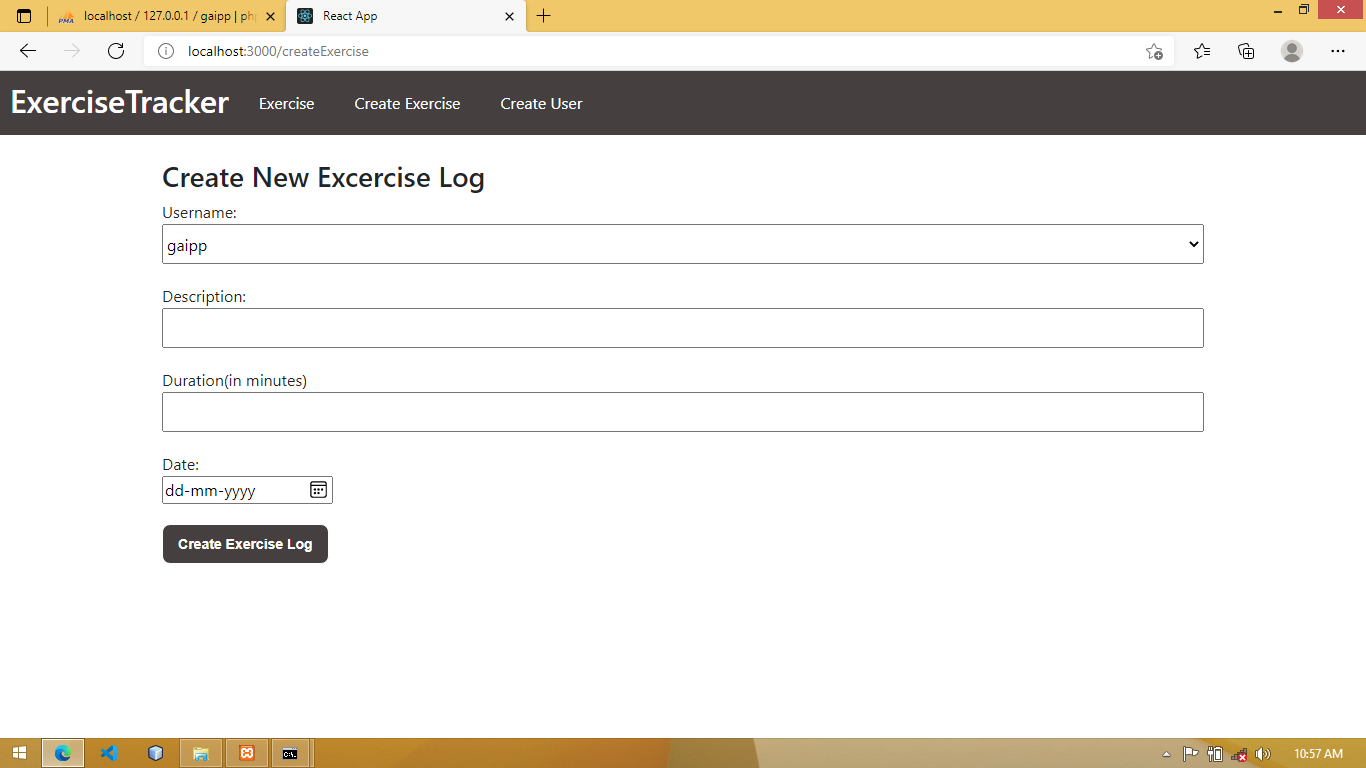 localhost / 127.0.0.1 / gaipp | ph
React App
localhost:3000/createExercise
ExerciseTracker Exercise Create Exercise Create User
Create New Excercise Log
Username:
gaipp
Description:
Duration(in minutes)
Date:
dd-mm-yyyy
Create Exercise Log
10:57 AM